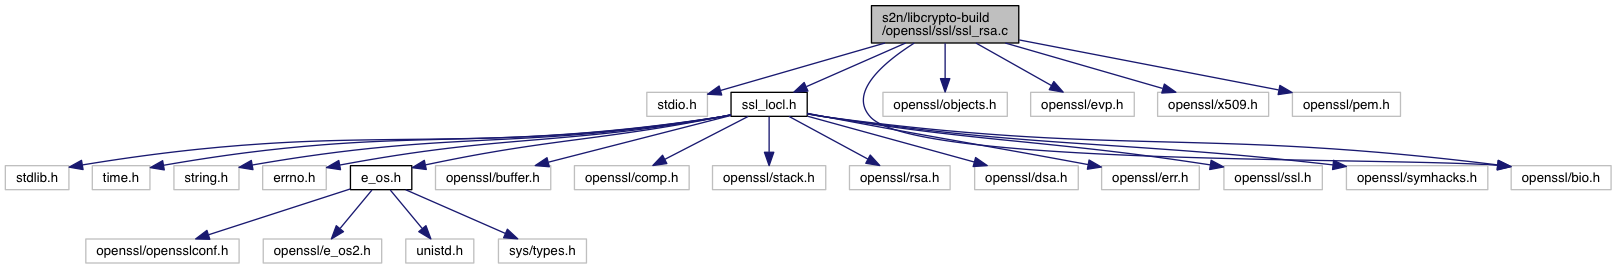 s2n/libcrypto-build
/openssl/ssl/ssl_rsa.c
stdio.h
ssl_locl.h
openssl/objects.h
openssl/evp.h
openssl/x509.h
openssl/pem.h
stdlib.h
time.h
string.h
errno.h
e_os.h
openssl/buffer.h
openssl/comp.h
openssl/stack.h
openssl/rsa.h
openssl/dsa.h
openssl/err.h
openssl/ssl.h
openssl/symhacks.h
openssl/bio.h
openssl/opensslconf.h
openssl/e_os2.h
unistd.h
sys/types.h